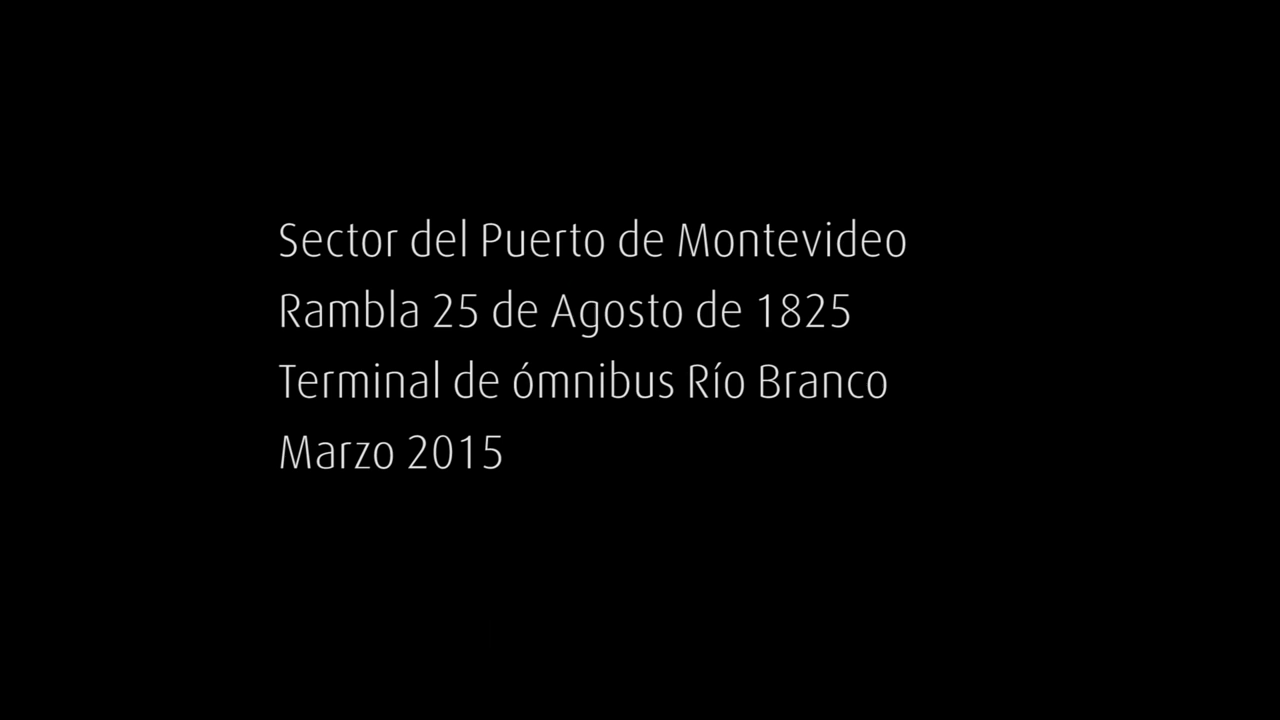 Sector del Puerto de Montevideo
Rambla 25 de Agosto de 1825
Terminal de ómnibus Río Branco
Marzo 2015